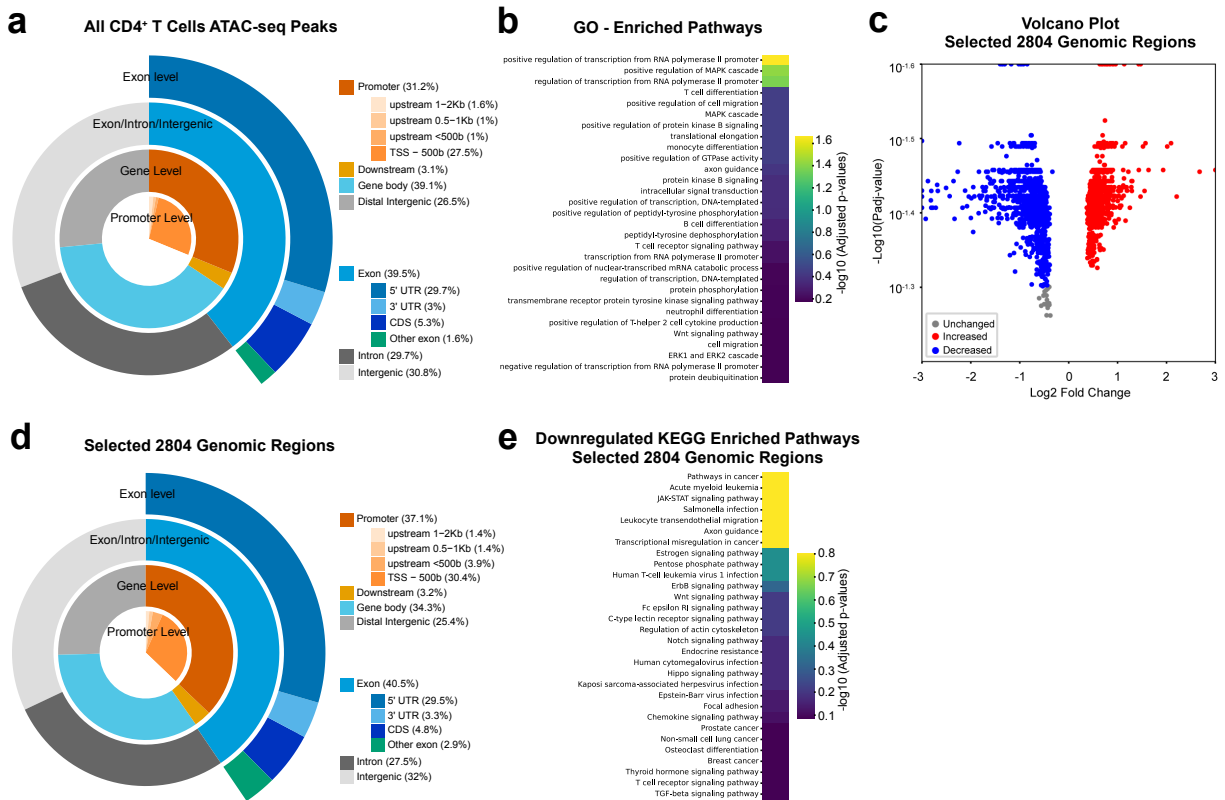 a
All CD4⁺ T Cells ATAC-seq Peaks
Exon level
Exon/Intron/Intergenic
Gene Level
Promoter Level
Promoter (31.2%)
upstream 1−2Kb (1.6%)
upstream 0.5−1Kb (1%)
upstream <500b (1%)
TSS − 500b (27.5%)
Downstream (3.1%)
Gene body (39.1%)
Distal Intergenic (26.5%)
Exon (39.5%)
5' UTR (29.7%)
3' UTR (3%)
CDS (5.3%)
Other exon (1.6%)
Intron (29.7%)
Intergenic (30.8%)
b
GO - Enriched Pathways
positive regulation of transcription from RNA polymerase II promoter
positive regulation of MAPK cascade
regulation of transcription from RNA polymerase II promoter
T cell differentiation
positive regulation of cell migration
MAPK cascade
positive regulation of protein kinase B signaling
translational elongation
monocyte differentiation
positive regulation of GTPase activity
axon guidance
protein kinase B signaling
intracellular signal transduction
positive regulation of transcription, DNA-templated
positive regulation of peptidyl-tyrosine phosphorylation
B cell differentiation
peptidyl-tyrosine dephosphorylation
T cell receptor signaling pathway
transcription from RNA polymerase II promoter
positive regulation of nuclear-transcribed mRNA catabolic process
regulation of transcription, DNA-templated
protein phosphorylation
transmembrane receptor protein tyrosine kinase signaling pathway
neutrophil differentiation
positive regulation of T-helper 2 cell cytokine production
Wnt signaling pathway
cell migration
ERK1 and ERK2 cascade
negative regulation of transcription from RNA polymerase II promoter
protein deubiquitination
1.6
1.4
1.2
1.0
0.8
0.6
0.4
0.2
-log10 (Adjusted p-values)
c
Volcano Plot
Selected 2804 Genomic Regions
10⁻¹·⁶
10⁻¹·⁵
10⁻¹·⁴
10⁻¹·³
-Log10(Padj-value)
Unchanged
Increased
Decreased
-3
-2
-1
0
1
2
3
Log2 Fold Change
d
Selected 2804 Genomic Regions
Exon level
Exon/Intron/Intergenic
Gene Level
Promoter Level
Promoter (37.1%)
upstream 1−2Kb (1.4%)
upstream 0.5−1Kb (1.4%)
upstream <500b (3.9%)
TSS − 500b (30.4%)
Downstream (3.2%)
Gene body (34.3%)
Distal Intergenic (25.4%)
Exon (40.5%)
5' UTR (29.5%)
3' UTR (3.3%)
CDS (4.8%)
Other exon (2.9%)
Intron (27.5%)
Intergenic (32%)
e
Downregulated KEGG Enriched Pathways
Selected 2804 Genomic Regions
Pathways in cancer
Acute myeloid leukemia
JAK-STAT signaling pathway
Salmonella infection
Leukocyte transendothelial migration
Axon guidance
Transcriptional misregulation in cancer
Estrogen signaling pathway
Pentose phosphate pathway
Human T-cell leukemia virus 1 infection
ErbB signaling pathway
Wnt signaling pathway
Fc epsilon RI signaling pathway
C-type lectin receptor signaling pathway
Regulation of actin cytoskeleton
Notch signaling pathway
Endocrine resistance
Human cytomegalovirus infection
Hippo signaling pathway
Kaposi sarcoma-associated herpesvirus infection
Epstein-Barr virus infection
Focal adhesion
Chemokine signaling pathway
Prostate cancer
Non-small cell lung cancer
Osteoclast differentiation
Breast cancer
Thyroid hormone signaling pathway
T cell receptor signaling pathway
TGF-beta signaling pathway
0.8
0.7
0.6
0.5
0.4
0.3
0.2
0.1
-log10 (Adjusted p-values)